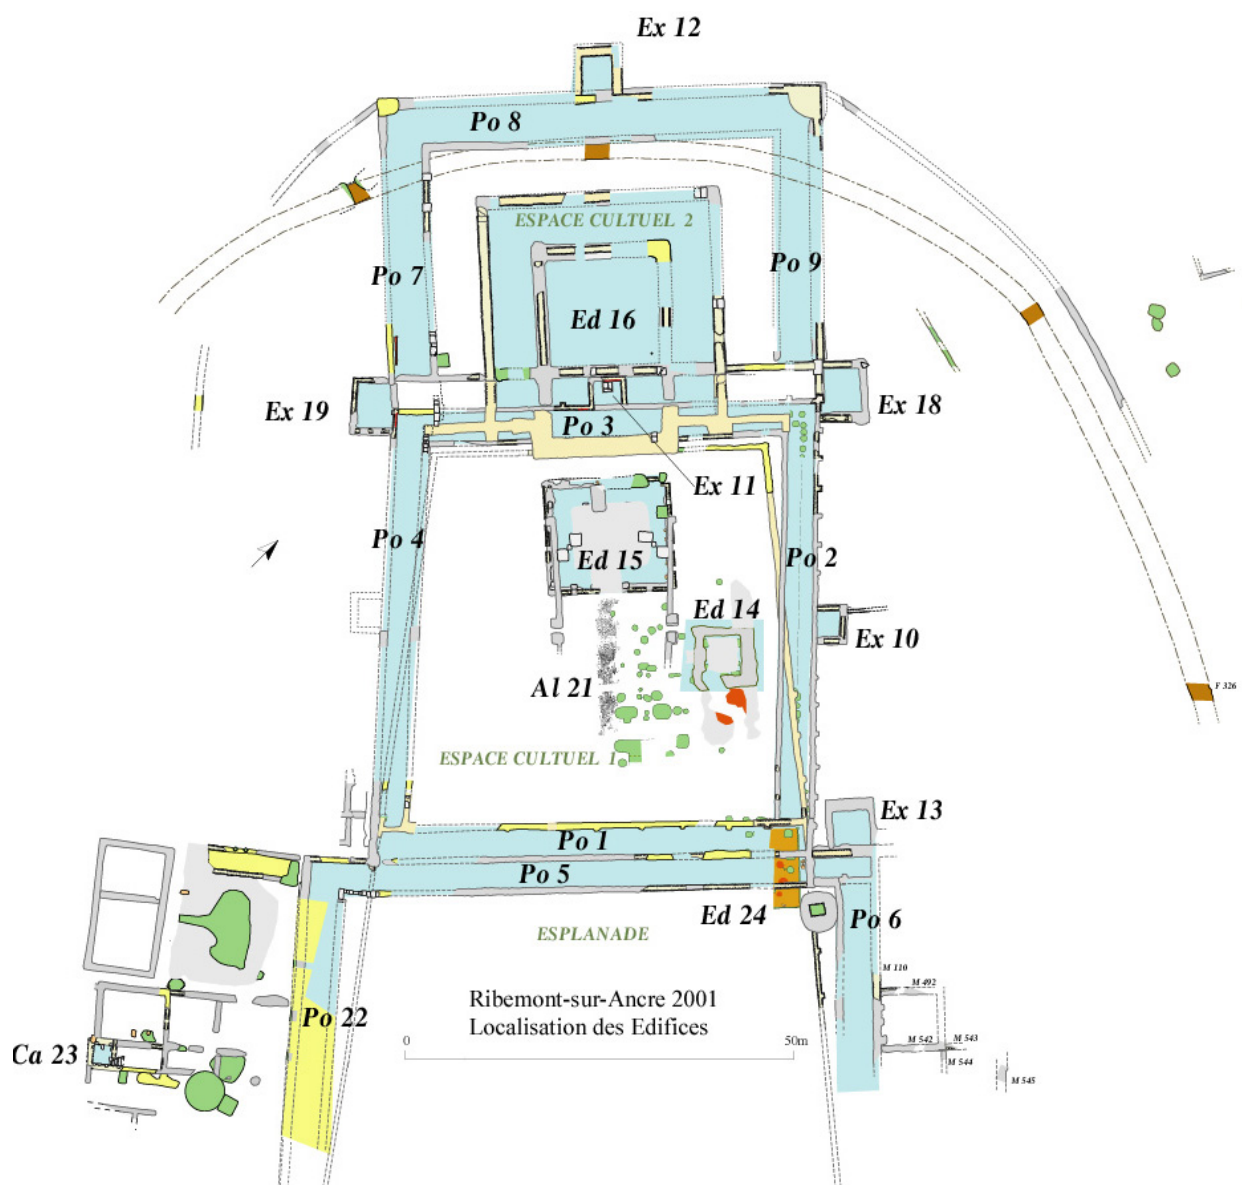 Ex 12
Po 8
ESPACE CULTUEL 2
Po 7
Po 9
Ed 16
Ex 19
Ex 18
Po 3
Ex 11
Po 4
Ed 15
Po 2
Ed 14
Ex 10
Al 21
F 326
ESPACE CULTUEL 1
Ex 13
Po 1
Po 5
Ed 24
Po 6
ESPLANADE
M 110
M 492
Ribemont-sur-Ancre 2001
Localisation des Edifices
Po 22
0
50m
M 542
M 543
M 544
Ca 23
M 545